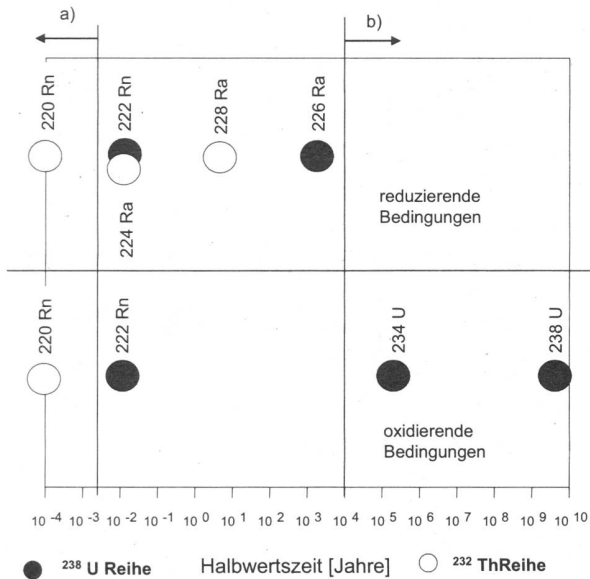 a)
b)
220 Rn
222 Rn
228 Ra
226 Ra
224 Ra
reduzierende
Bedingungen
220 Rn
222 Rn
234 U
238 U
oxidierende
Bedingungen
10 -4 10 -3 10 -2 10 -1 10 0 10 1 10 2 10 3 10 4 10 5 10 6 10 7 10 8 10 9 10 10
238 U Reihe Halbwertszeit [Jahre] 232 ThReihe